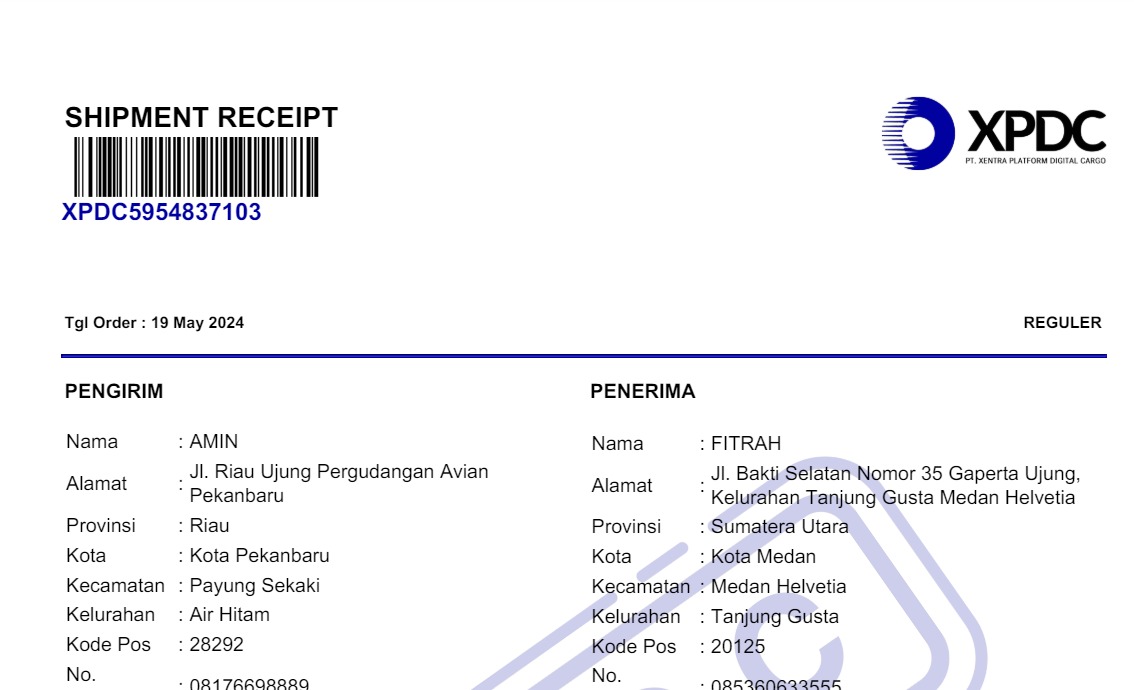 SHIPMENT RECEIPT
XPDC5954837103
XPDC
PT. XENTRA PLATFORM DIGITAL CARGO
Tgl Order : 19 May 2024
REGULER
PENGIRIM
Nama : AMIN
Alamat : Jl. Riau Ujung Pergudangan Avian
Pekanbaru
Provinsi : Riau
Kota : Kota Pekanbaru
Kecamatan : Payung Sekaki
Kelurahan : Air Hitam
Kode Pos : 28292
No.
: 08176698889
PENERIMA
Nama : FITRAH
Alamat : Jl. Bakti Selatan Nomor 35 Gaperta Ujung,
Kelurahan Tanjung Gusta Medan Helvetia
Provinsi : Sumatera Utara
Kota : Kota Medan
Kecamatan : Medan Helvetia
Kelurahan : Tanjung Gusta
Kode Pos : 20125
No.
: 085360633555